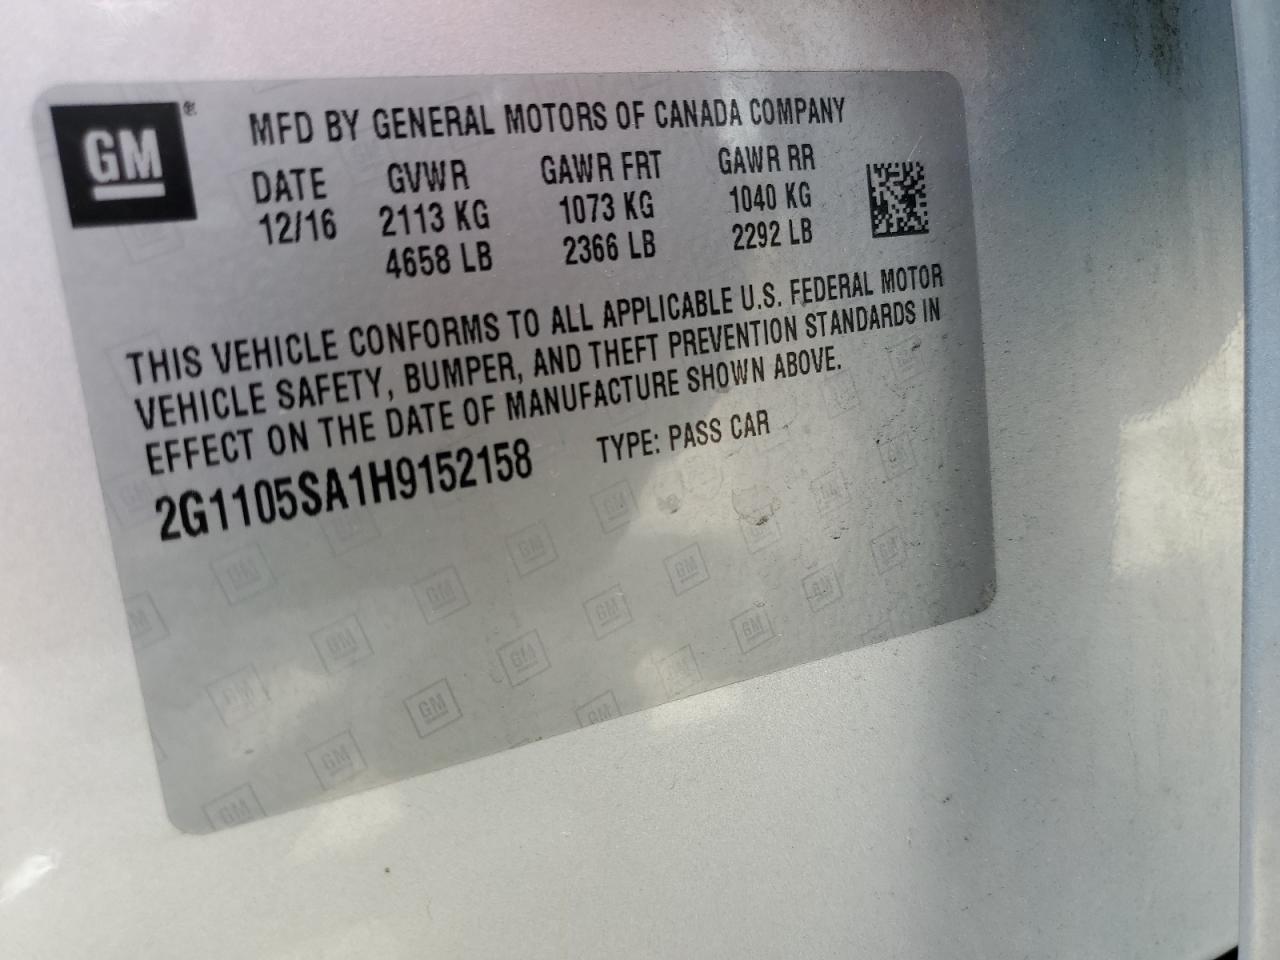 GM ® MFD BY GENERAL MOTORS OF CANADA COMPANY
DATE GVWR GAWR FRT GAWR RR
12/16 2113 KG 1073 KG 1040 KG
4658 LB 2366 LB 2292 LB
THIS VEHICLE CONFORMS TO ALL APPLICABLE U.S. FEDERAL MOTOR
VEHICLE SAFETY, BUMPER, AND THEFT PREVENTION STANDARDS IN
EFFECT ON THE DATE OF MANUFACTURE SHOWN ABOVE.
2G1105SA1H9152158 TYPE: PASS CAR